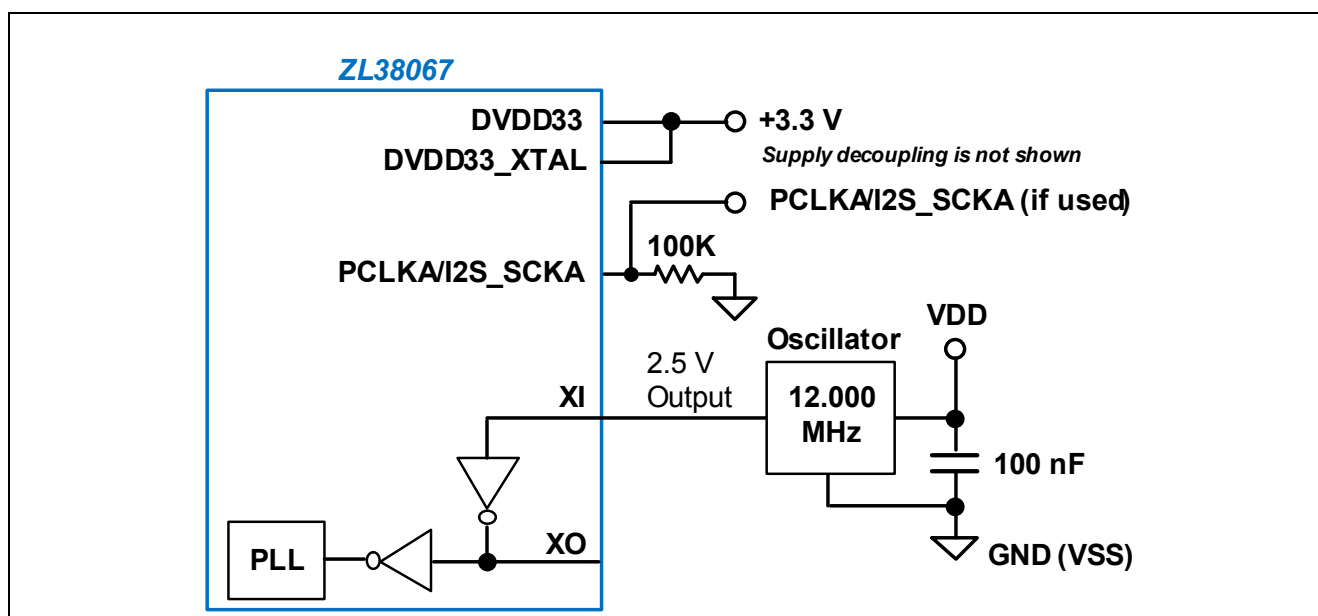 ZL38067
DVDD33
+3.3 V
DVDD33_XTAL
Supply decoupling is not shown
PCLKA/I2S_SCKA (if used)
100K
PCLKA/I2S_SCKA
VDD
Oscillator
2.5 V
Output
XI
12.000
MHz
100 nF
XO
PLL
GND (VSS)